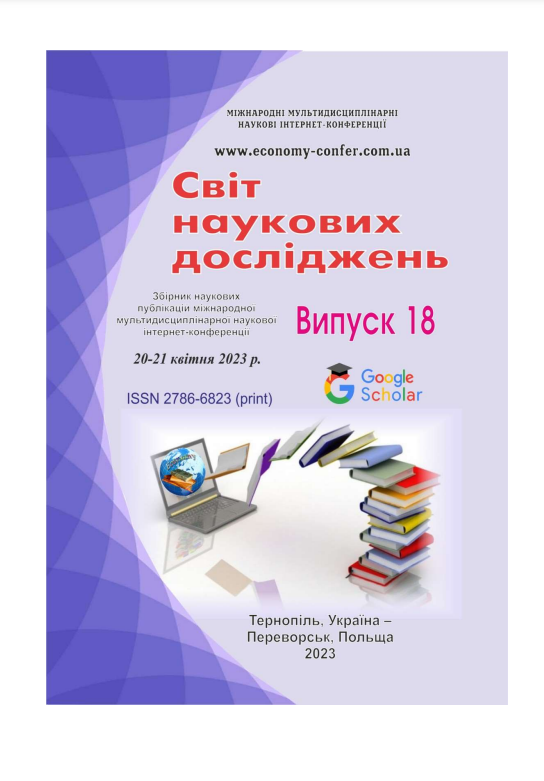 МІЖНАРОДНІ МУЛЬТИДИСЦИПЛІНАРНІ
НАУКОВІ ІНТЕРНЕТ-КОНФЕРЕНЦІЇ
www.economy-confer.com.ua
Світ
наукових
досліджень
Збірник наукових
публікацій міжнародної
мультидисциплінарної наукової
інтернет-конференції
Випуск 18
20-21 квітня 2023 р.
Google
Scholar
ISSN 2786-6823 (print)
Тернопіль, Україна –
Переворськ, Польща
2023